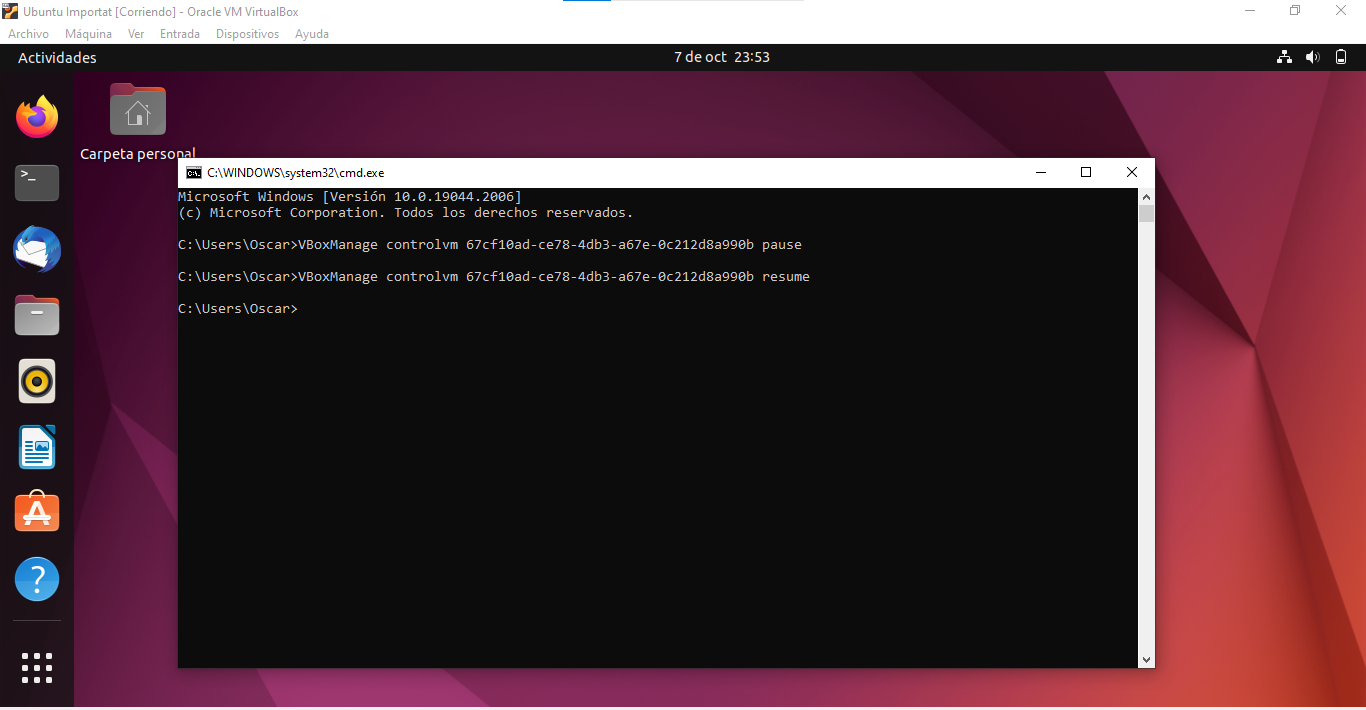 Ubuntu Importat [Corriendo] - Oracle VM VirtualBox
Archivo Máquina Ver Entrada Dispositivos Ayuda
Actividades 7 de oct 23:53
Carpeta personal
C:\WINDOWS\system32\cmd.exe
Microsoft Windows [Versión 10.0.19044.2006]
(c) Microsoft Corporation. Todos los derechos reservados.
C:\Users\Oscar>VBoxManage controlvm 67cf10ad-ce78-4db3-a67e-0c212d8a990b pause
C:\Users\Oscar>VBoxManage controlvm 67cf10ad-ce78-4db3-a67e-0c212d8a990b resume
C:\Users\Oscar>